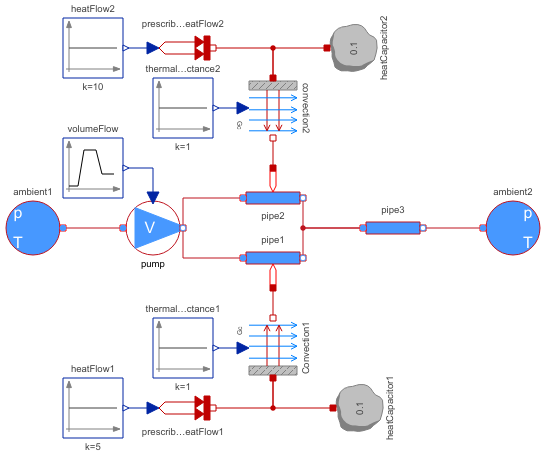 heatFlow2
k=10
prescrib...eatFlow2
heatCapacitor2
0.1
thermal...ctance2
k=1
convection2
Gc
volumeFlow
ambient1
p
T
V
pump
pipe2
pipe1
pipe3
ambient2
p
T
thermal...ctance1
k=1
Gc
Convection1
heatFlow1
k=5
prescrib...eatFlow1
0.1
heatCapacitor1